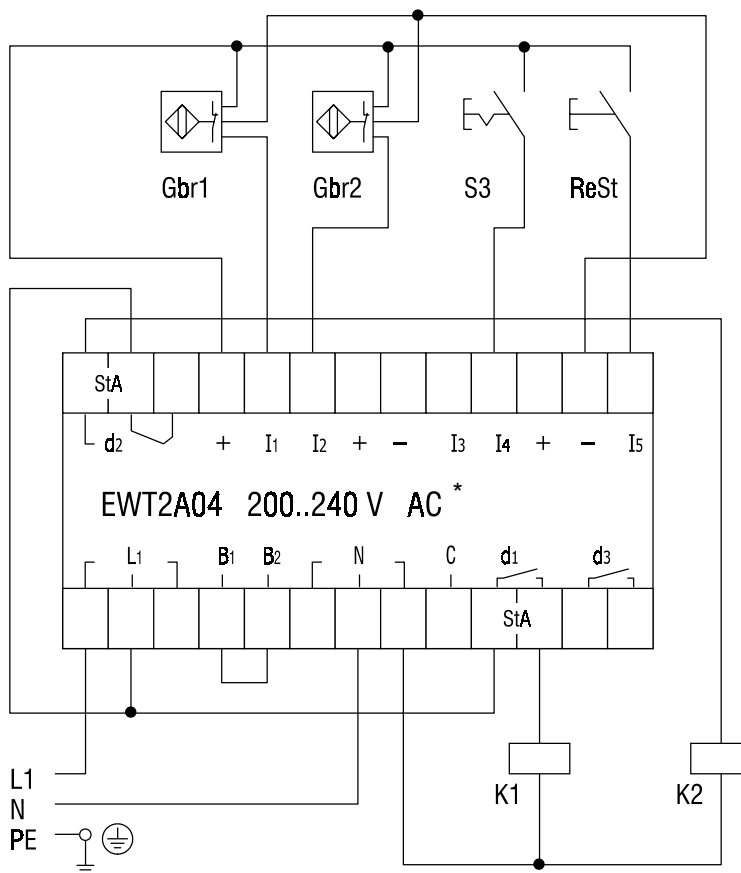 Gbr1 Gbr2 S3 ReSt
StA
d2 + I1 I2 + − I3 I4 + − I5
EWT2A04 200..240 V AC *
L1 B1 B2 N C d1 d3
StA
L1
N
PE
K1 K2